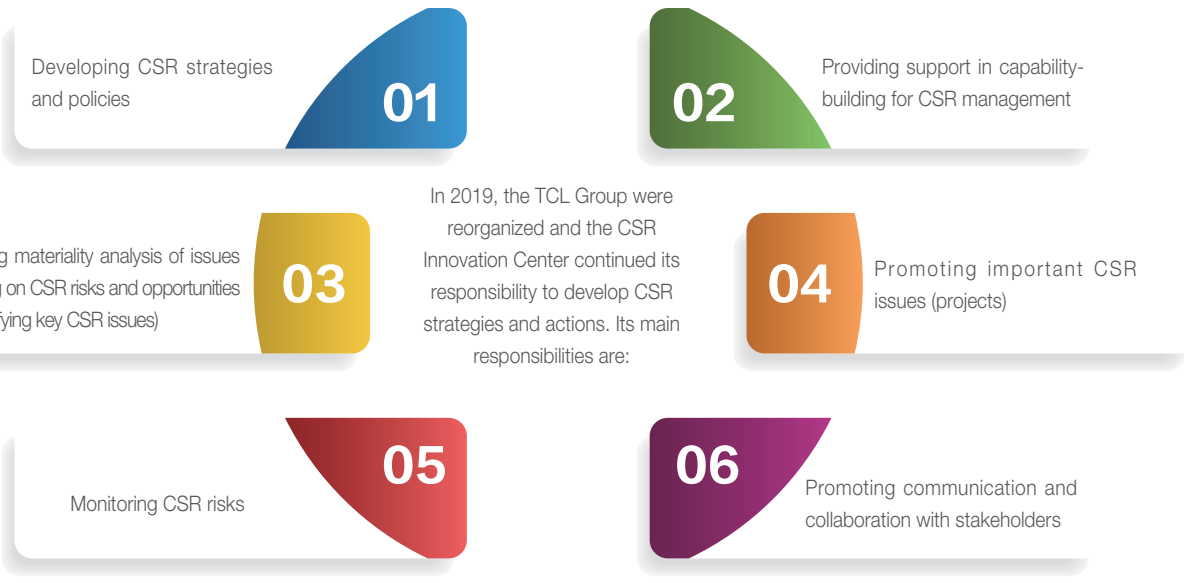 Developing CSR strategies
and policies
01
02
Providing support in capability-
building for CSR management
In 2019, the TCL Group were
reorganized and the CSR
Innovation Center continued its
responsibility to develop CSR
strategies and actions. Its main
responsibilities are:
materiality analysis of issues
on CSR risks and opportunities
key CSR issues)
03
04
Promoting important CSR
issues (projects)
Monitoring CSR risks
05
06
Promoting communication and
collaboration with stakeholders